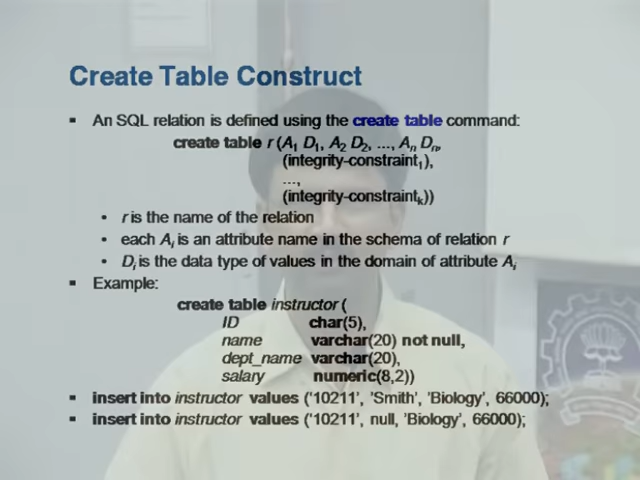 Create Table Construct
▪ An SQL relation is defined using the create table command:
create table r (A1 D1, A2 D2, ..., An Dn,
(integrity-constraint1),
...,
(integrity-constraintk))
• r is the name of the relation
• each Ai is an attribute name in the schema of relation r
• Di is the data type of values in the domain of attribute Ai
▪ Example:
create table instructor (
ID char(5),
name varchar(20) not null,
dept_name varchar(20),
salary numeric(8,2))
▪ insert into instructor values ('10211', 'Smith', 'Biology', 66000);
▪ insert into instructor values ('10211', null, 'Biology', 66000);